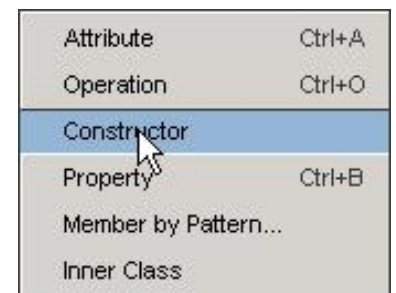 Attribute Ctrl+A
Operation Ctrl+O
Constructor
Property Ctrl+B
Member by Pattern...
Inner Class